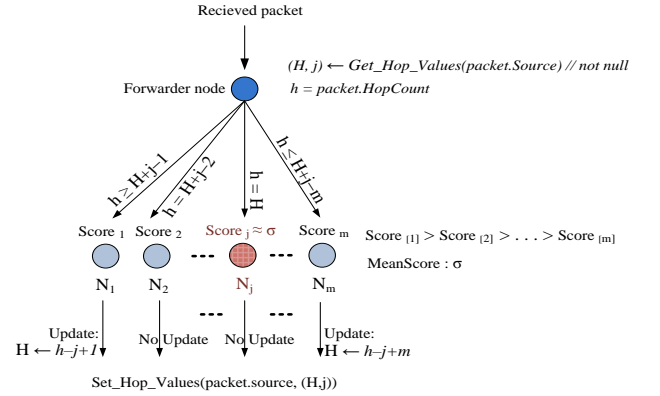 Recieved packet
(H, j) ← Get_Hop_Values(packet.Source) // not null
Forwarder node
h = packet.HopCount
h ≥ H+j−1
h = H+j−2
h = H
h ≤ H+j−m
Score 1
Score 2
Score j ≈ σ
Score m
Score [1] > Score [2] > . . . > Score [m]
MeanScore : σ
N1
N2
Nj
Nm
Update:
H ← h−j+1
No Update
No Update
Update:
H ← h−j+m
Set_Hop_Values(packet.source, (H,j))